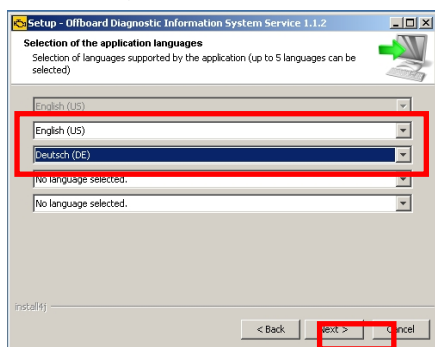 Setup - Offboard Diagnostic Information System Service 1.1.2
Selection of the application languages
Selection of languages supported by the application (up to 5 languages can be
selected)
English (US)
English (US)
Deutsch (DE)
No language selected.
No language selected.
install4j
< Back Next > Cancel